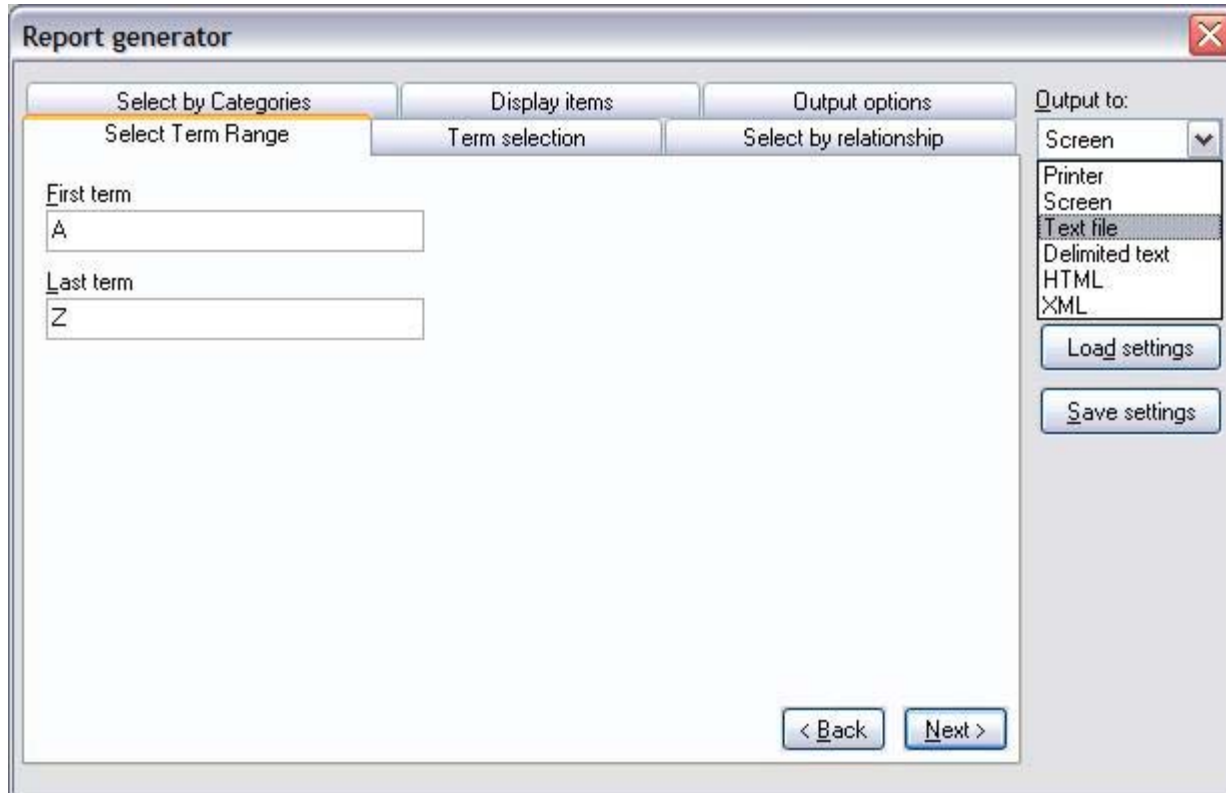 Report generator
Select by Categories
Display items
Output options
Select Term Range
Term selection
Select by relationship
First term
A
Last term
Z
< Back
Next >
Output to:
Screen
Printer
Screen
Text file
Delimited text
HTML
XML
Load settings
Save settings